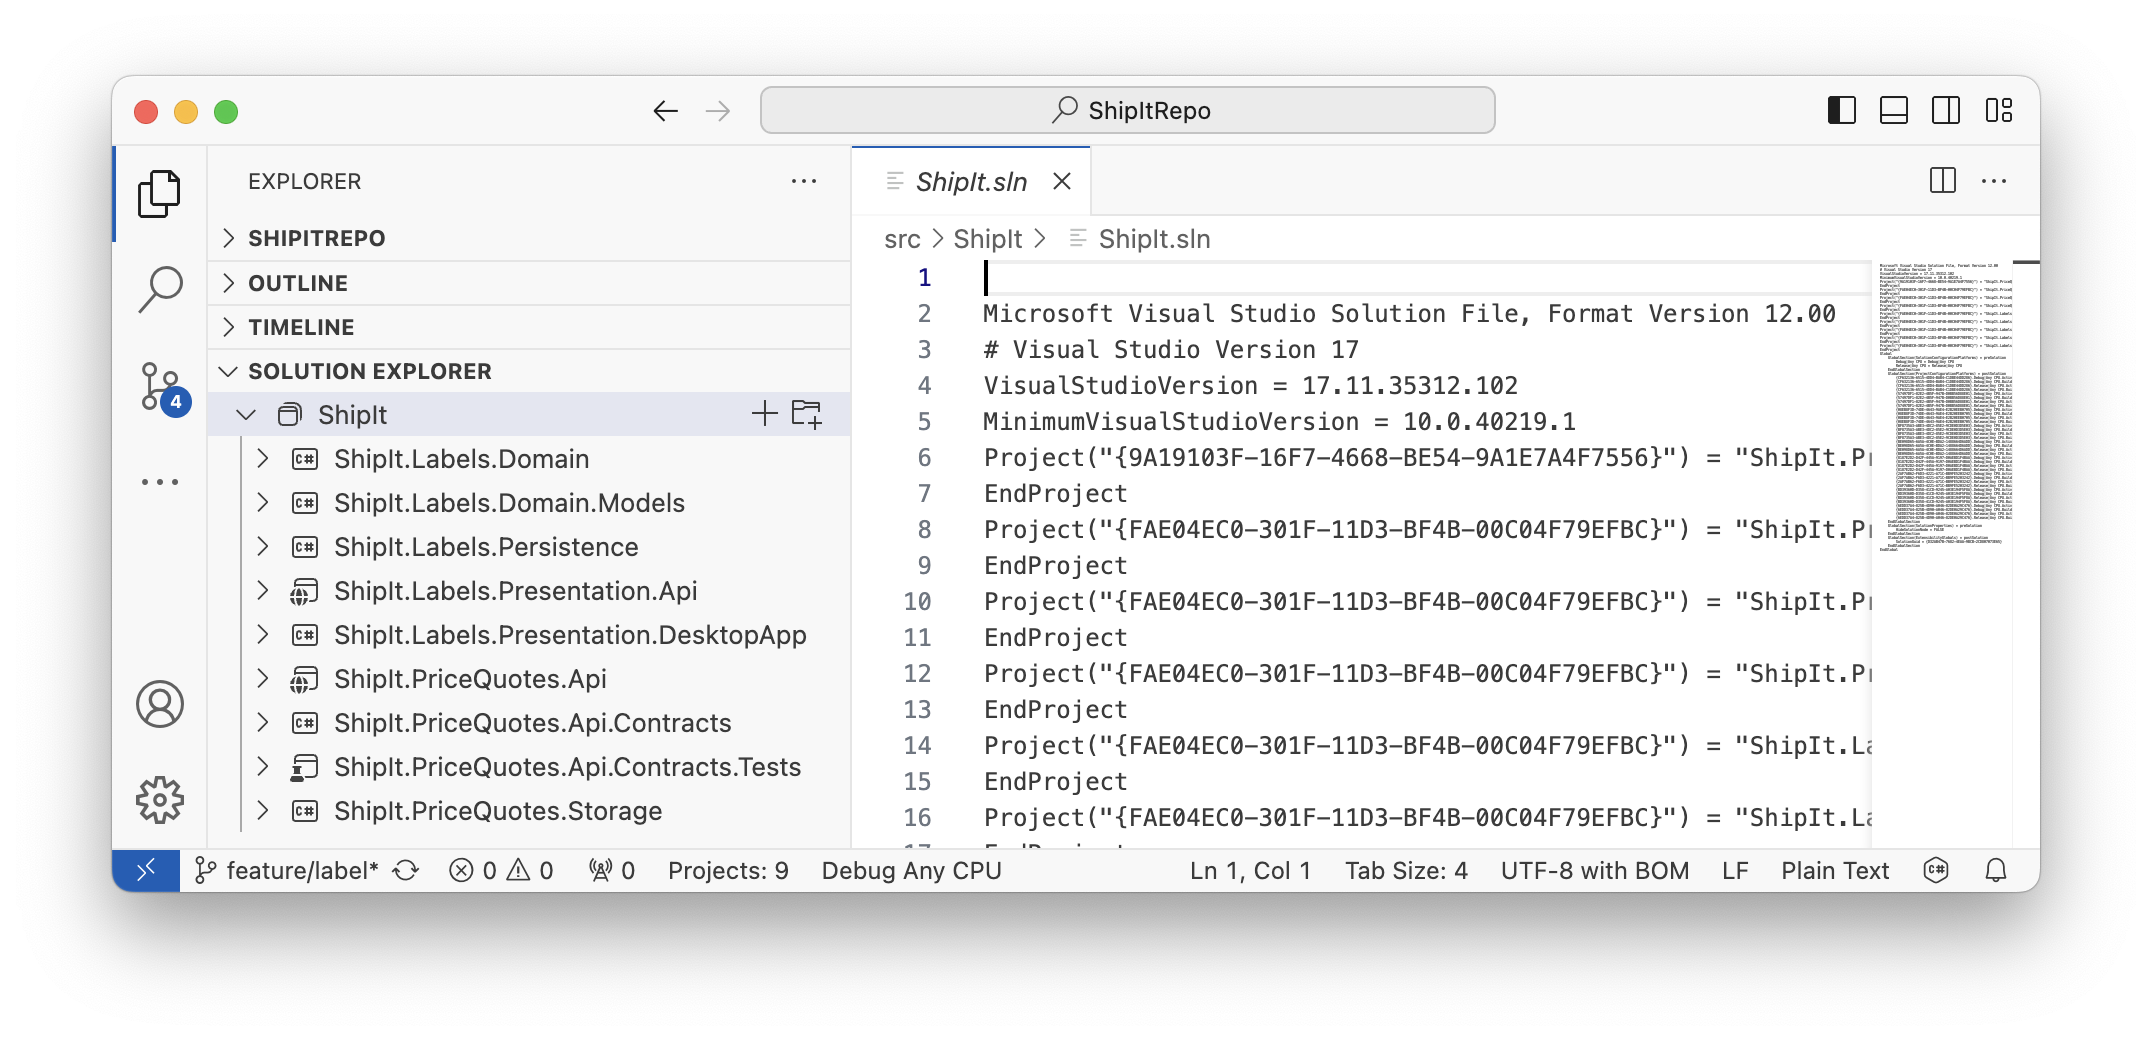 ShipItRepo
EXPLORER
SHIPITREPO
OUTLINE
TIMELINE
SOLUTION EXPLORER
ShipIt
ShipIt.Labels.Domain
ShipIt.Labels.Domain.Models
ShipIt.Labels.Persistence
ShipIt.Labels.Presentation.Api
ShipIt.Labels.Presentation.DesktopApp
ShipIt.PriceQuotes.Api
ShipIt.PriceQuotes.Api.Contracts
ShipIt.PriceQuotes.Api.Contracts.Tests
ShipIt.PriceQuotes.Storage
4
ShipIt.sln
src > ShipIt > ShipIt.sln
1
2 Microsoft Visual Studio Solution File, Format Version 12.00
3 # Visual Studio Version 17
4 VisualStudioVersion = 17.11.35312.102
5 MinimumVisualStudioVersion = 10.0.40219.1
6 Project("{9A19103F-16F7-4668-BE54-9A1E7A4F7556}") = "ShipIt.Pr
7 EndProject
8 Project("{FAE04EC0-301F-11D3-BF4B-00C04F79EFBC}") = "ShipIt.Pr
9 EndProject
10 Project("{FAE04EC0-301F-11D3-BF4B-00C04F79EFBC}") = "ShipIt.Pr
11 EndProject
12 Project("{FAE04EC0-301F-11D3-BF4B-00C04F79EFBC}") = "ShipIt.Pr
13 EndProject
14 Project("{FAE04EC0-301F-11D3-BF4B-00C04F79EFBC}") = "ShipIt.La
15 EndProject
16 Project("{FAE04EC0-301F-11D3-BF4B-00C04F79EFBC}") = "ShipIt.La
17 EndProject
feature/label* 0 0 0 Projects: 9 Debug Any CPU Ln 1, Col 1 Tab Size: 4 UTF-8 with BOM LF Plain Text